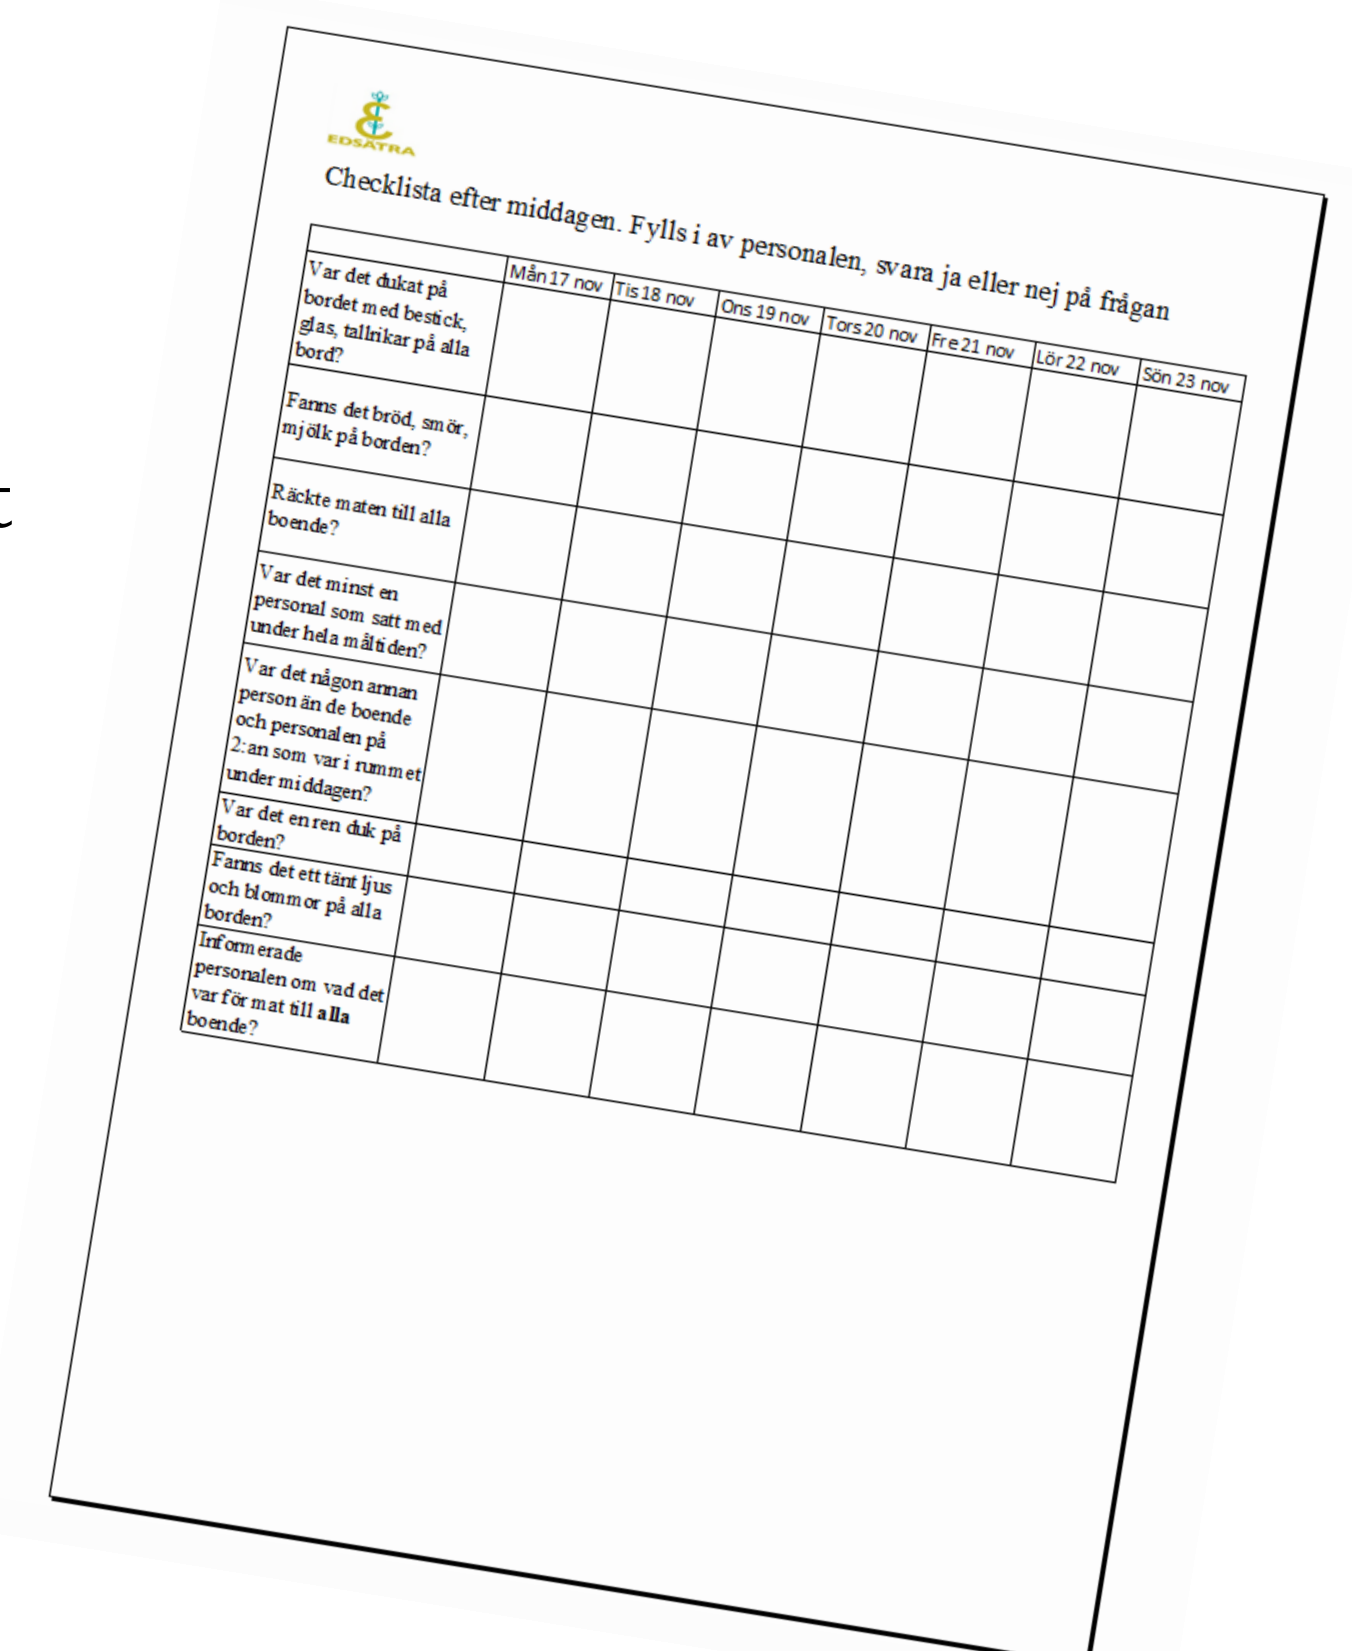 EDSÄTRA
Checklista efter middagen. Fylls i av personalen, svara ja eller nej på frågan
Mån 17 nov Tis 18 nov Ons 19 nov Tors 20 nov Fre 21 nov Lör 22 nov Sön 23 nov
Var det dukat på
bordet med bestick,
glas, tallrikar på alla
bord?
Fanns det bröd, smör,
mjölk på borden?
Räckte maten till alla
boende?
Var det minst en
personal som satt med
under hela måltiden?
Var det någon annan
person än de boende
och personalen på
2:an som var i rummet
under middagen?
Var det en ren duk på
borden?
Fanns det ett tänt ljus
och blommor på alla
borden?
Informerade
personalen om vad det
var för mat till alla
boende?